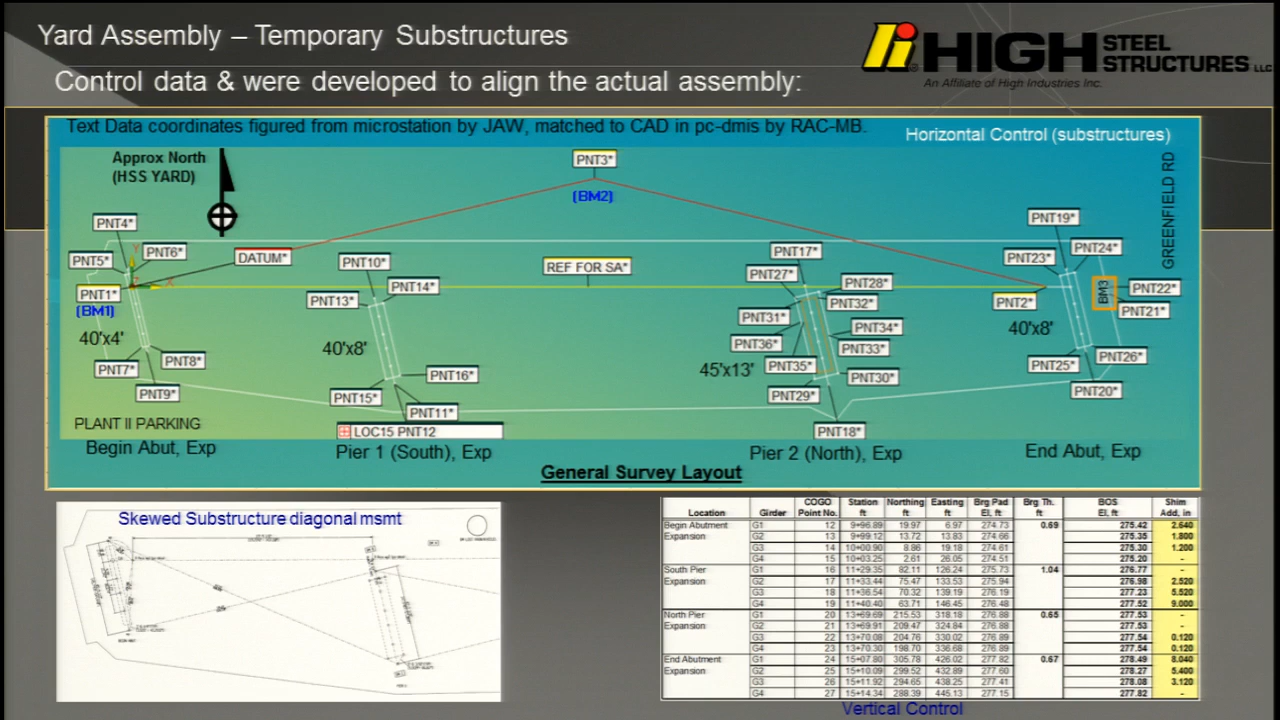 Yard Assembly – Temporary Substructures
Control data & were developed to align the actual assembly:
HIGH STEEL STRUCTURES LLC
An Affiliate of High Industries Inc.
Text Data coordinates figured from microstation by JAW, matched to CAD in pc-dmis by RAC-MB.
Horizontal Control (substructures)
Approx North
(HSS YARD)
GREENFIELD RD
PNT3*
(BM2)
PNT4*
PNT5*
PNT6*
DATUM*
Y
X
Z
PNT1*
(BM1)
40'x4'
PNT7*
PNT8*
PNT9*
PLANT II PARKING
Begin Abut, Exp
PNT10*
PNT13*
PNT14*
40'x8'
PNT16*
PNT15*
PNT11*
LOC15 PNT12
Pier 1 (South), Exp
REF FOR SA*
PNT17*
PNT27*
PNT28*
PNT32*
PNT31*
PNT34*
PNT36*
PNT33*
PNT35*
45'x13'
PNT30*
PNT29*
PNT18*
Pier 2 (North), Exp
PNT19*
PNT23*
PNT24*
PNT2*
BM3
PNT22*
PNT21*
40'x8'
PNT25*
PNT26*
PNT20*
End Abut, Exp
General Survey Layout
Skewed Substructure diagonal msmt
Location Girder COGO Point No. Station ft Northing ft Easting ft Brg Pad El, ft Brg Th. ft BOS El, ft Shim Add, in
Begin Abutment G1 12 9+96.89 19.97 6.97 274.73 0.69 275.42 2.640
Expansion G2 13 9+99.12 13.72 13.83 274.66 275.35 1.800
G3 14 10+00.90 8.86 19.18 274.61 275.30 1.200
G4 15 10+03.25 2.61 26.05 274.51 275.20 -
South Pier G1 16 11+29.35 82.11 126.24 275.73 1.04 276.77 -
Expansion G2 17 11+33.44 75.47 133.53 275.94 276.98 2.520
G3 18 11+36.54 70.32 139.19 276.19 277.23 5.520
G4 19 11+40.40 63.71 146.45 276.48 277.52 9.000
North Pier G1 20 13+69.69 215.53 318.18 276.88 0.65 277.53 -
Expansion G2 21 13+69.91 209.47 324.84 276.88 277.53 -
G3 22 13+70.08 204.76 330.02 276.89 277.54 0.120
G4 23 13+70.30 198.70 336.68 276.89 277.54 0.120
End Abutment G1 24 15+07.80 305.78 426.02 277.82 0.67 278.49 8.040
Expansion G2 25 15+10.09 299.52 432.89 277.60 278.27 5.400
G3 26 15+11.92 294.65 438.25 277.41 278.08 3.120
G4 27 15+14.34 288.39 445.13 277.15 277.82 -
Vertical Control